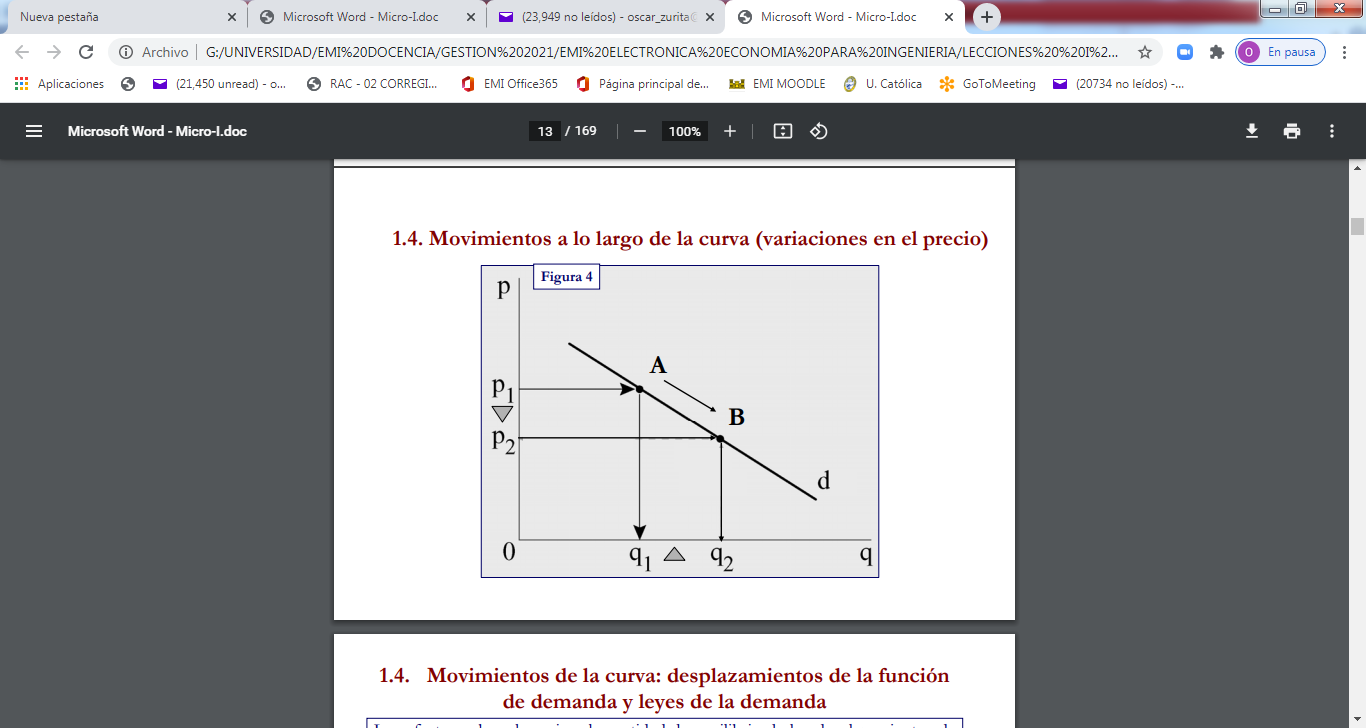 Nueva pestaña
Microsoft Word - Micro-I.doc
(23,949 no leídos) - oscar_zurita
Microsoft Word - Micro-I.doc
Archivo
G:/UNIVERSIDAD/EMI%20DOCENCIA/GESTION%202021/EMI%20ELECTRONICA%20ECONOMIA%20PARA%20INGENIERIA/LECCIONES%20%20I%2...
O En pausa
Aplicaciones
(21,450 unread) - o...
RAC - 02 CORREGI...
EMI Office365
Página principal de...
EMI MOODLE
U. Católica
GoToMeeting
(20734 no leídos) -...
Microsoft Word - Micro-I.doc
13 / 169
100%
1.4. Movimientos a lo largo de la curva (variaciones en el precio)
Figura 4
p
A
p1
B
p2
d
0
q1
q2
q
1.4. Movimientos de la curva: desplazamientos de la función
de demanda y leyes de la demanda